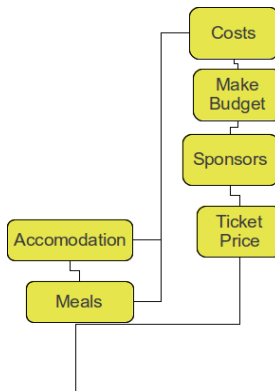 Costs
Make
Budget
Sponsors
Ticket
Price
Accomodation
Meals